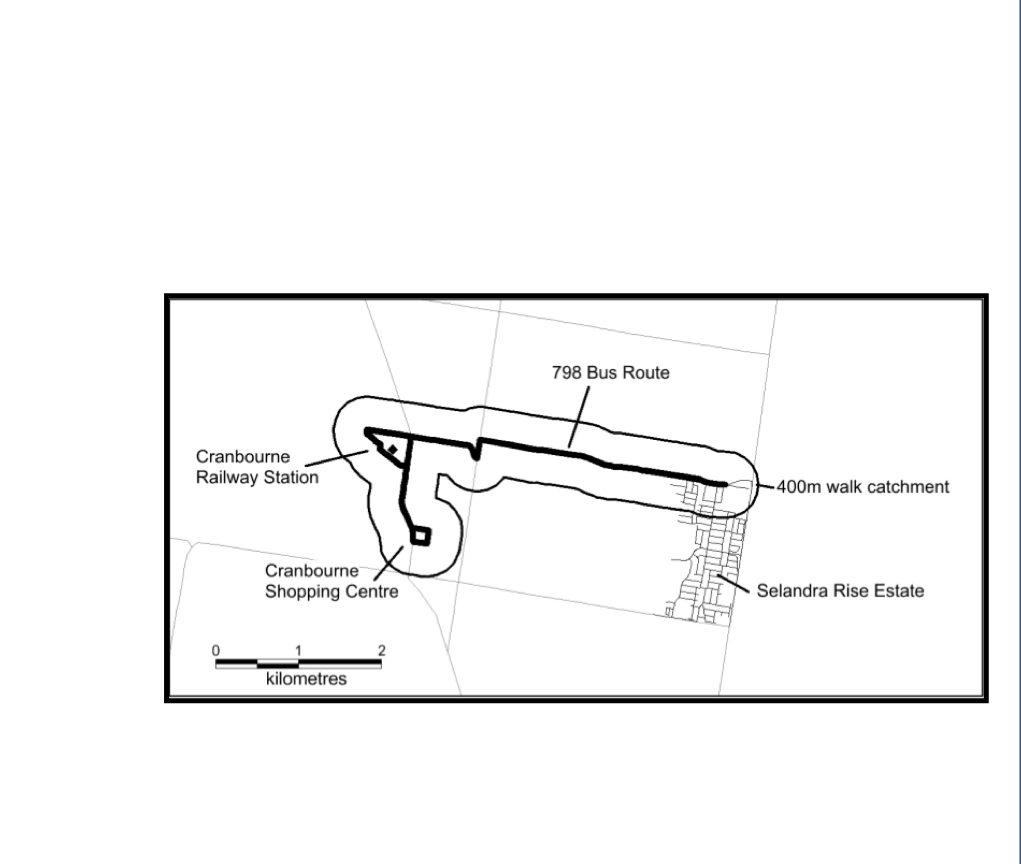 798 Bus Route
Cranbourne
Railway Station
400m walk catchment
Cranbourne
Shopping Centre
Selandra Rise Estate
0 1 2
kilometres